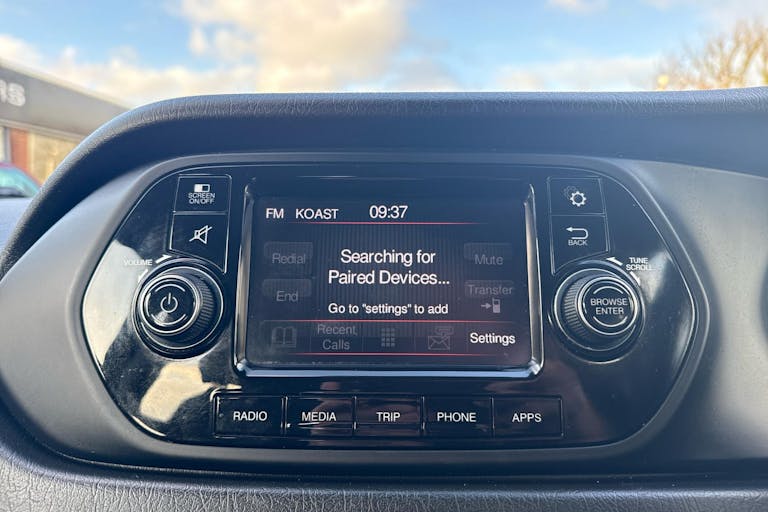 SCREEN
ON/OFF
VOLUME
FM KOAST 09:37
Redial
End
Searching for
Paired Devices...
Go to "settings" to add
Mute
Transfer
Recent
Calls
Settings
BACK
TUNE
SCROLL
BROWSE
ENTER
RADIO MEDIA TRIP PHONE APPS